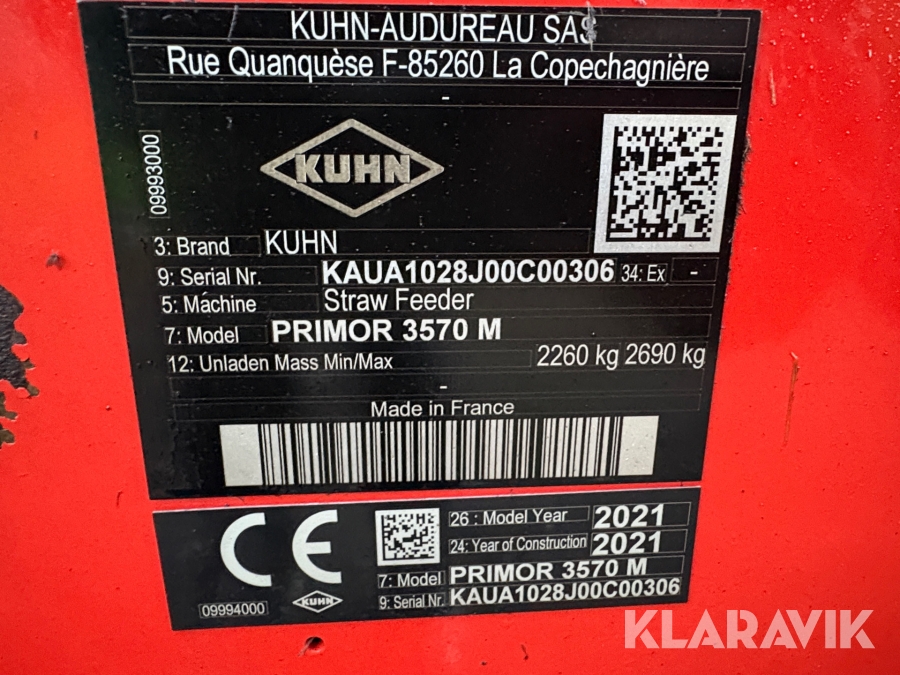 KUHN-AUDUREAU SAS
Rue Quanquèse F-85260 La Copechagnière
-
09993000
KUHN
3: Brand KUHN
9: Serial Nr. KAUA1028J00C00306 34: Ex -
5: Máchine Straw Feeder
7: Model PRIMOR 3570 M
12: Unladen Mass Min/Max 2260 kg 2690 kg
-
Made in France
CE
26 : Model Year 2021
24: Year of Construction 2021
7: Model PRIMOR 3570 M
9: Serial Nr. KAUA1028J00C00306
09994000
KUHN
KLARAVIK